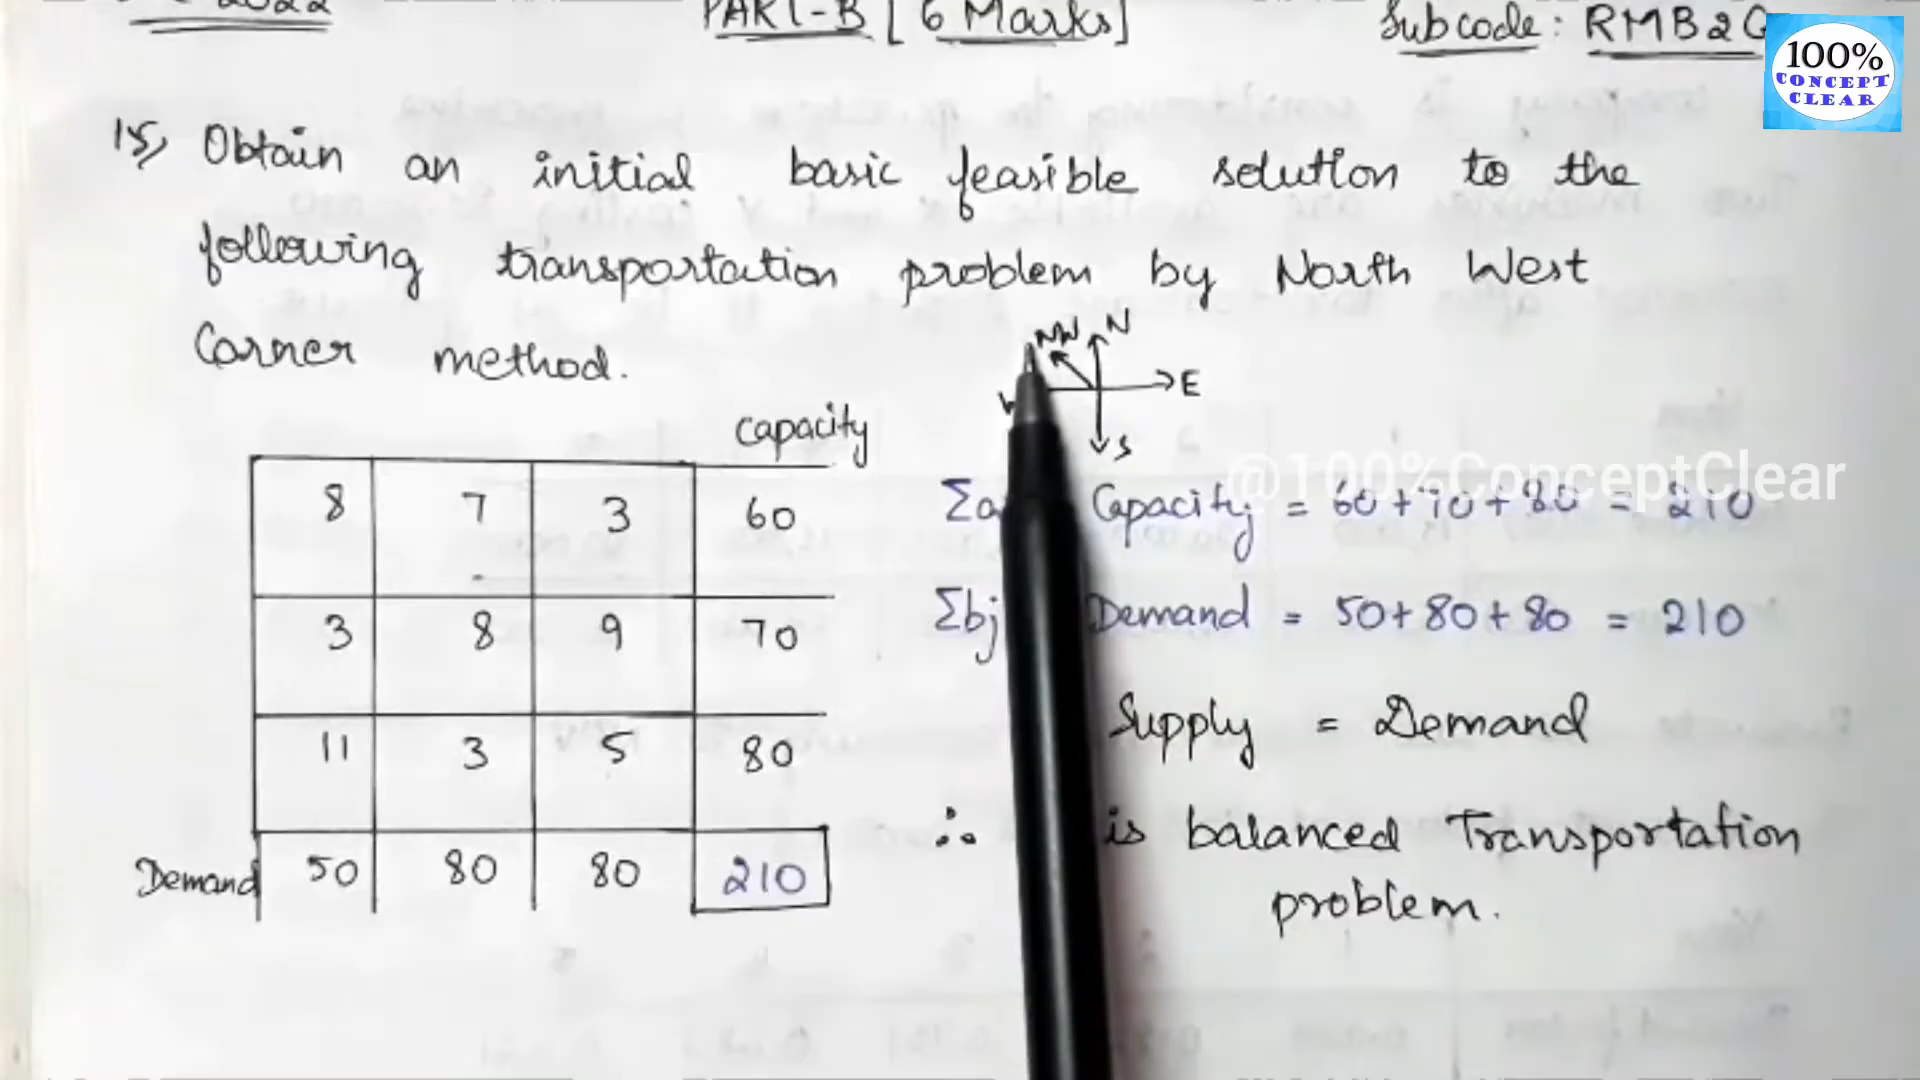 2022 PART-B [6 Marks] Subcode: RMB2
100%
CONCEPT
CLEAR
15, Obtain an initial basic feasible solution to the
following transportation problem by North West
Corner method.
NW N
E
S
Capacity
@100%ConceptClear
8 7 3 60
Capacity = 60+70+80 = 210
3 8 9 70
Σbj Demand = 50+80+80 = 210
11 3 5 80
Supply = Demand
∴ is balanced Transportation
problem.
Demand 50 80 80 210